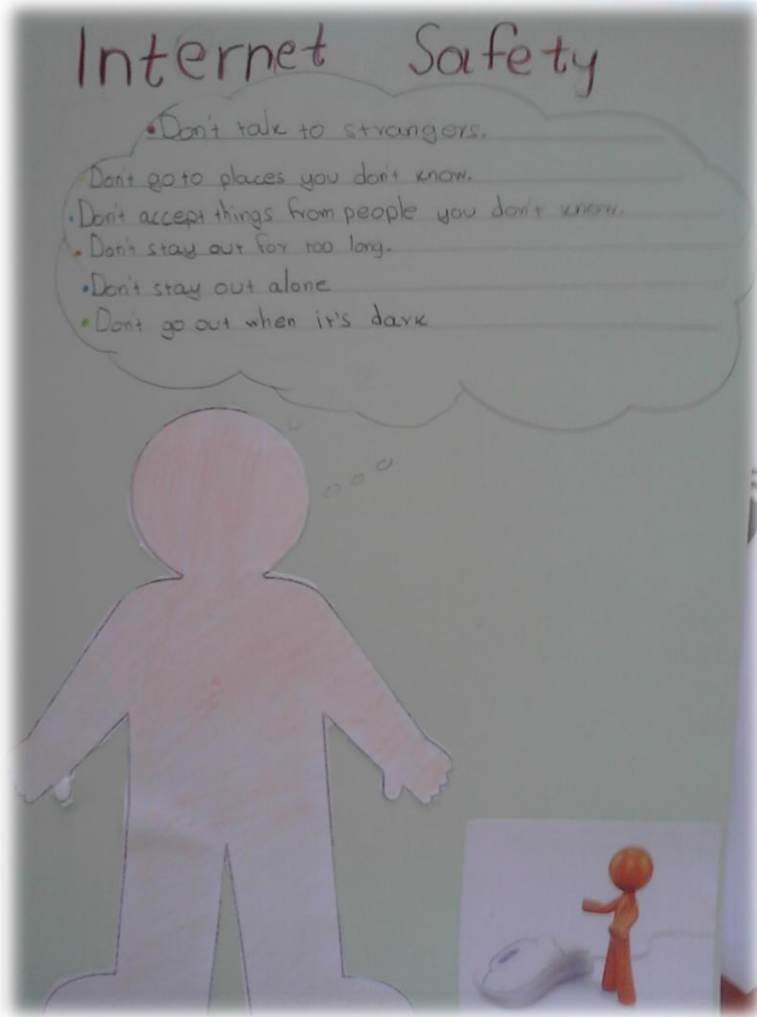 Internet Safety
• Don't talk to strangers.
• Don't go to places you don't know.
• Don't accept things from people you don't know.
• Don't stay out for too long.
• Don't stay out alone
• Don't go out when it's dark